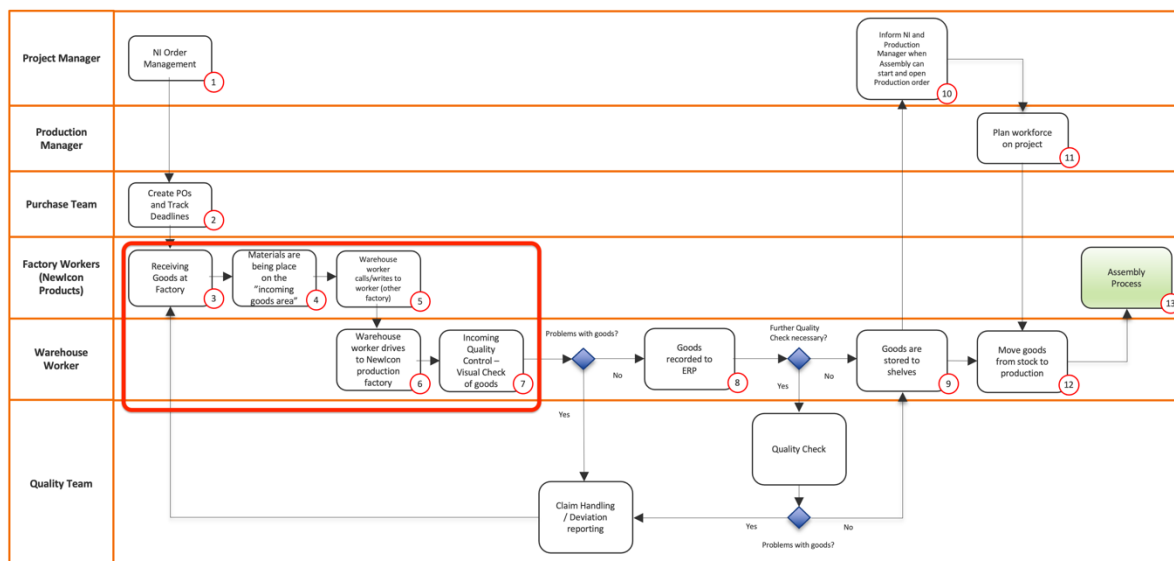 Project Manager
NI Order
Management
1
Inform NI and
Production
Manager when
Assembly can
start and open
Production order
10
Production
Manager
Plan workforce
on project
11
Purchase Team
Create POs
and Track
Deadlines
2
Factory Workers
(NewIcon
Products)
Receiving
Goods at
Factory
3
Materials are
being place
on the
"incoming
goods area"
4
Warehouse
worker
calls/writes to
worker (other
factory)
5
Assembly
Process
13
Warehouse
Worker
Warehouse
worker drives
to NewIcon
production
factory
6
Incoming
Quality
Control –
Visual Check
of goods
7
Problems with goods?
No
Yes
Goods
recorded to
ERP
8
Further Quality
Check necessary?
No
Yes
Goods are
stored to
shelves
9
Move goods
from stock to
production
12
Quality Team
Quality Check
Claim Handling
/ Deviation
reporting
Yes
No
Problems with goods?